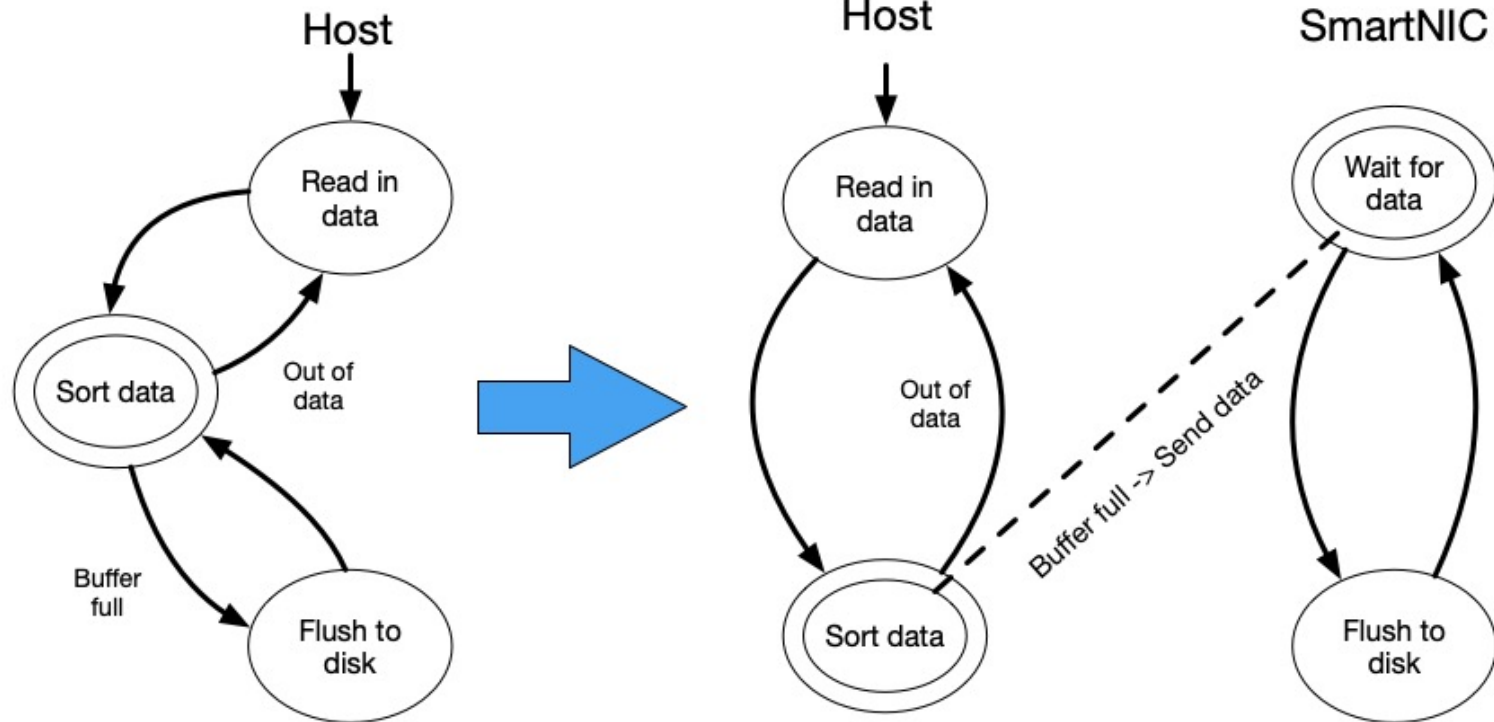 Host
Read in
data
Sort data
Out of
data
Buffer
full
Flush to
disk
Host
Read in
data
Out of
data
Sort data
Buffer full -> Send data
SmartNIC
Wait for
data
Flush to
disk